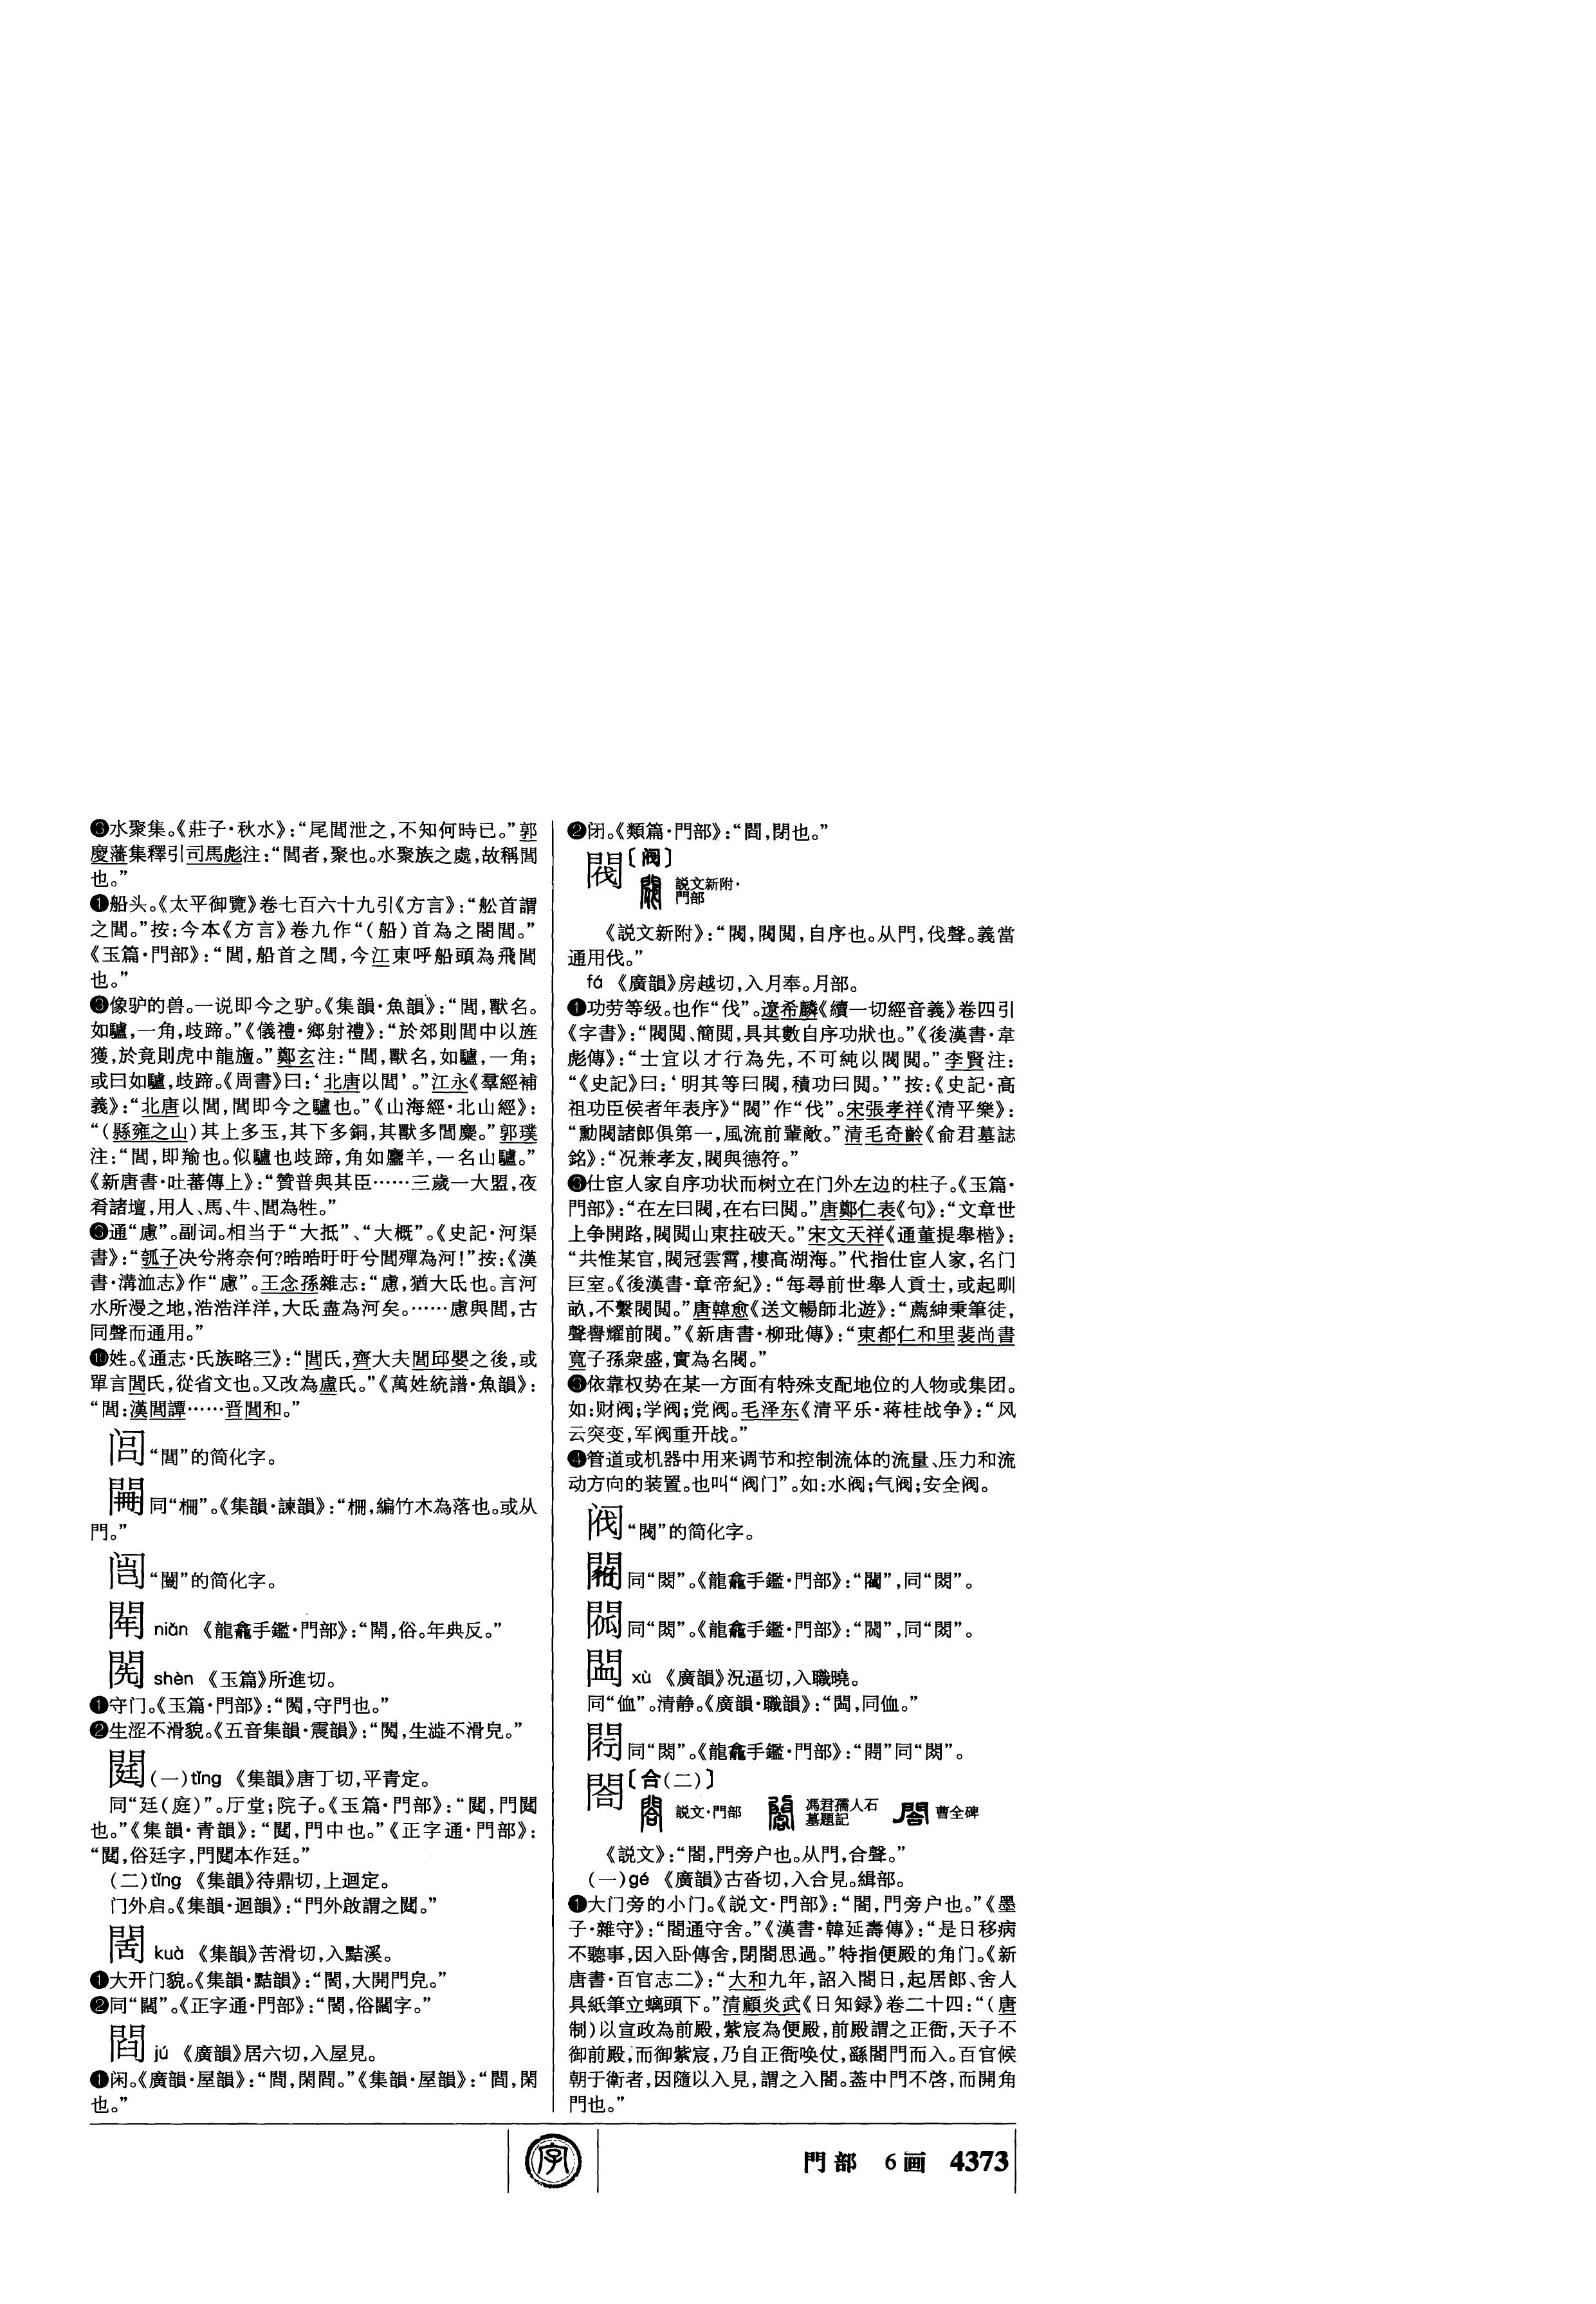 ❻水聚集。《莊子·秋水》：“尾閭泄之，不知何時已。”郭
慶藩集釋引司馬彪注：“閭者，聚也。水聚族之處，故稱閭
也。”
❼船头。《太平御覽》卷七百六十九引《方言》：“舩首謂
之閭。”按：今本《方言》卷九作“（船）首為之閤閭。”
《玉篇·門部》：“閭，船首之閭，今江東呼船頭為飛閭
也。”
❽像驴的兽。一说即今之驴。《集韻·魚韻》：“閭，獸名。
如驢，一角，歧蹄。”《儀禮·鄉射禮》：“於郊則閭中以旌
獲，於竟則虎中龍旜。”鄭玄注：“閭，獸名，如驢，一角；
或曰如驢，歧蹄。《周書》曰：‘北唐以閭’。”江永《羣經補
義》：“北唐以閭，閭即今之驢也。”《山海經·北山經》：
“（縣雍之山）其上多玉，其下多銅，其獸多閭麋。”郭璞
注：“閭，即羭也。似驢也歧蹄，角如麢羊，一名山驢。”
《新唐書·吐蕃傳上》：“贊普與其臣……三歲一大盟，夜
肴諸壇，用人、馬、牛、閭為牲。”
❾通“慮”。副词。相当于“大抵”、“大概”。《史記·河渠
書》：“瓠子决兮將奈何？晧晧旰旰兮閭殫為河！”按：《漢
書·溝洫志》作“慮”。王念孫雜志：“慮，猶大氐也。言河
水所漫之地，浩浩洋洋，大氐盡為河矣。……慮與閭，古
同聲而通用。”
❿姓。《通志·氏族略三》：“閭氏，齊大夫閭邱嬰之後，或
單言閭氏，從省文也。又改為盧氏。”《萬姓統譜·魚韻》：
“閭：漢閭譚……晋閭和。”
闾“閭”的简化字。
𨴂同“柵”。《集韻·諫韻》：“柵，編竹木為落也。或从
門。”
闿“闓”的简化字。
niǎn 《龍龕手鑑·門部》：“，俗。年典反。”
shèn 《玉篇》所進切。
❶守门。《玉篇·門部》：“，守門也。”
❷生涩不滑貌。《五音集韻·震韻》：“，生澁不滑皃。”
閮（一）tíng 《集韻》唐丁切，平青定。
同“廷（庭）”。厅堂；院子。《玉篇·門部》：“閮，門閮
也。”《集韻·青韻》：“閮，門中也。”《正字通·門部》：
“閮，俗廷字，門閮本作廷。”
（二）tǐng 《集韻》待鼎切，上迥定。
门外启。《集韻·迥韻》：“門外啟謂之閮。”
kuà 《集韻》苦滑切，入黠溪。
❶大开门貌。《集韻·黠韻》：“，大開門皃。”
❷同“闊”。《正字通·門部》：“，俗闊字。”
jú 《廣韻》居六切，入屋見。
❶闲。《廣韻·屋韻》：“，閑。”《集韻·屋韻》：“，閑
也。”
❷闭。《類篇·門部》：“，閉也。”
閥〔阀〕
説文新附·
門部
《説文新附》：“閥，閥閲，自序也。从門，伐聲。義當
通用伐。”
fá 《廣韻》房越切，入月奉。月部。
❶功劳等级。也作“伐”。遼希麟《續一切經音義》卷四引
《字書》：“閥閲、簡閲，具其數自序功狀也。”《後漢書·韋
彪傳》：“士宜以才行為先，不可純以閥閲。”李賢注：
“《史記》曰：‘明其等曰閥，積功曰閲。’”按：《史記·高
祖功臣侯者年表序》“閥”作“伐”。宋張孝祥《清平樂》：
“勳閥諸郎俱第一，風流前輩敵。”清毛奇齡《俞君墓誌
銘》：“况兼孝友，閥與德符。”
❷仕宦人家自序功状而树立在门外左边的柱子。《玉篇·
門部》：“在左曰閥，在右曰閲。”唐鄭仁表《句》：“文章世
上争開路，閥閲山東拄破天。”宋文天祥《通董提舉楷》：
“共惟某官，閥冠雲霄，樓高湖海。”代指仕宦人家，名门
巨室。《後漢書·章帝紀》：“每尋前世舉人貢士，或起甽
畝，不繫閥閲。”唐韓愈《送文暢師北遊》：“薦紳秉筆徒，
聲譽耀前閥。”《新唐書·柳玭傳》：“東都仁和里裴尚書
寬子孫衆盛，實為名閥。”
❸依靠权势在某一方面有特殊支配地位的人物或集团。
如：财阀；学阀；党阀。毛泽东《清平乐·蒋桂战争》：“风
云突变，军阀重开战。”
❹管道或机器中用来调节和控制流体的流量、压力和流
动方向的装置。也叫“阀门”。如：水阀；气阀；安全阀。
阀“閥”的简化字。
同“閡”。《龍龕手鑑·門部》：“”，同“”。
同“”。《龍龕手鑑·門部》：“”，同“”。
xù 《廣韻》況逼切，入職曉。
同“侐”。清静。《廣韻·職韻》：“，同侐。”
同“”。《龍龕手鑑·門部》：“”同“”。
閤〔合（二）〕
説文·門部
馮君孺人石
墓題記
曹全碑
《説文》：“閤，門旁户也。从門，合聲。”
（一）gé 《廣韻》古沓切，入合見。緝部。
❶大门旁的小门。《説文·門部》：“閤，門旁户也。”《墨
子·雜守》：“閤通守舍。”《漢書·韓延壽傳》：“是日移病
不聽事，因入卧傳舍，閉閤思過。”特指便殿的角门。《新
唐書·百官志二》：“大和九年，詔入閤日，起居郎、舍人
具紙筆立螭頭下。”清顧炎武《日知録》卷二十四：“（唐
制）以宣政為前殿，紫宸為便殿，前殿謂之正衙，天子不
御前殿，而御紫宸，乃自正衙唤仗，繇閤門而入。百官候
朝于衛者，因隨以入見，謂之入閤。葢中門不啓，而開角
門也。”
字
門部 6画 4373